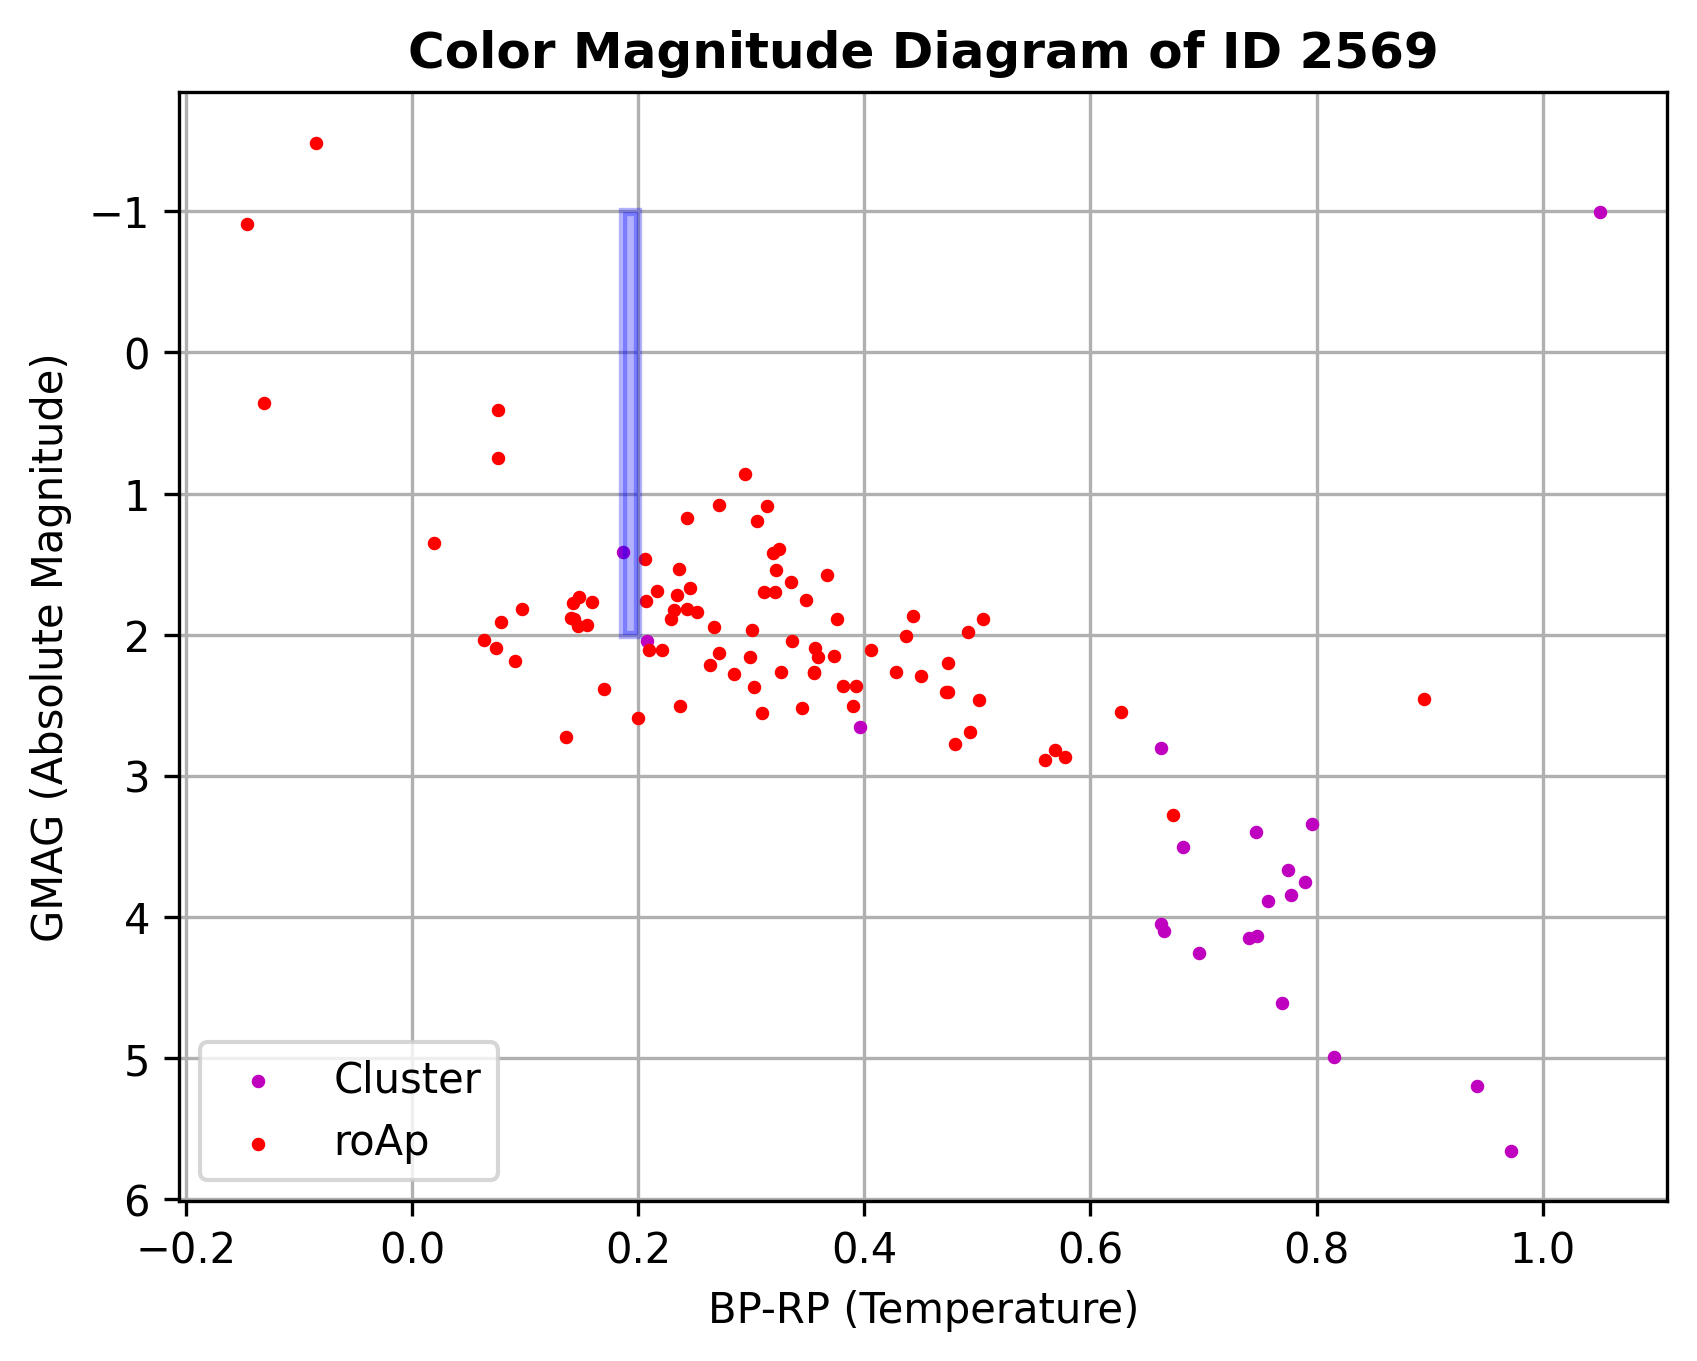 Color Magnitude Diagram of ID 2569
GMAG (Absolute Magnitude)
−1
0
1
2
3
4
5
6
Cluster
roAp
−0.2 0.0 0.2 0.4 0.6 0.8 1.0
BP-RP (Temperature)